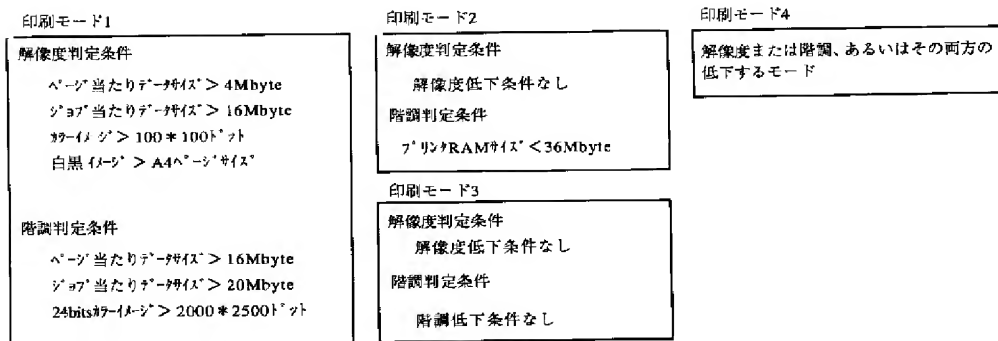 印刷モード1
解像度判定条件
ページ当たりデータサイズ＞4Mbyte
ジョブ当たりデータサイズ＞16Mbyte
カラーイメージ＞100＊100ドット
白黒イメージ＞A4ページサイズ
階調判定条件
ページ当たりデータサイズ＞16Mbyte
ジョブ当たりデータサイズ＞20Mbyte
24bitsカラーイメージ＞2000＊2500ドット
印刷モード2
解像度判定条件
解像度低下条件なし
階調判定条件
プリンタRAMサイズ＜36Mbyte
印刷モード3
解像度判定条件
解像度低下条件なし
階調判定条件
階調低下条件なし
印刷モード4
解像度または階調、あるいはその両方の
低下するモード